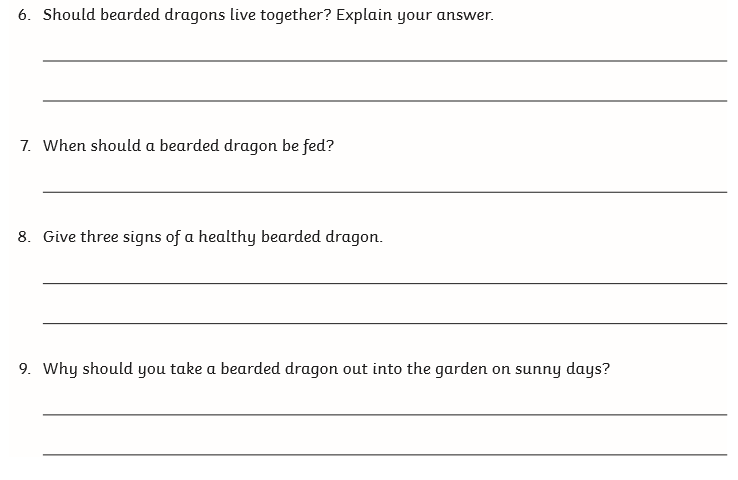 6. Should bearded dragons live together? Explain your answer.
7. When should a bearded dragon be fed?
8. Give three signs of a healthy bearded dragon.
9. Why should you take a bearded dragon out into the garden on sunny days?